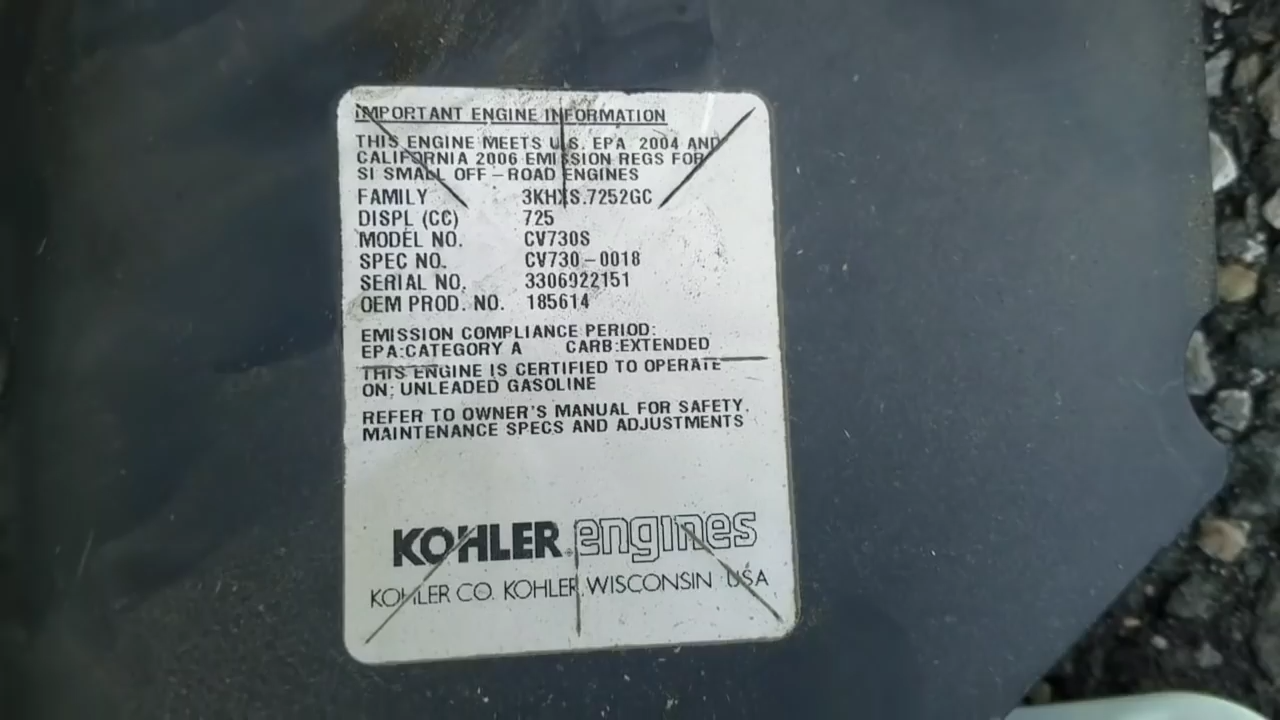 IMPORTANT ENGINE INFORMATION
THIS ENGINE MEETS U.S. EPA 2004 AND
CALIFORNIA 2006 EMISSION REGS FOR
SI SMALL OFF-ROAD ENGINES
FAMILY 3KHXS.7252GC
DISPL (CC) 725
MODEL NO. CV730S
SPEC NO. CV730-0018
SERIAL NO. 3306922151
OEM PROD. NO. 185614
EMISSION COMPLIANCE PERIOD:
EPA:CATEGORY A CARB:EXTENDED
THIS ENGINE IS CERTIFIED TO OPERATE
ON: UNLEADED GASOLINE
REFER TO OWNER'S MANUAL FOR SAFETY,
MAINTENANCE SPECS AND ADJUSTMENTS
KOHLER engines
KOHLER CO. KOHLER, WISCONSIN USA